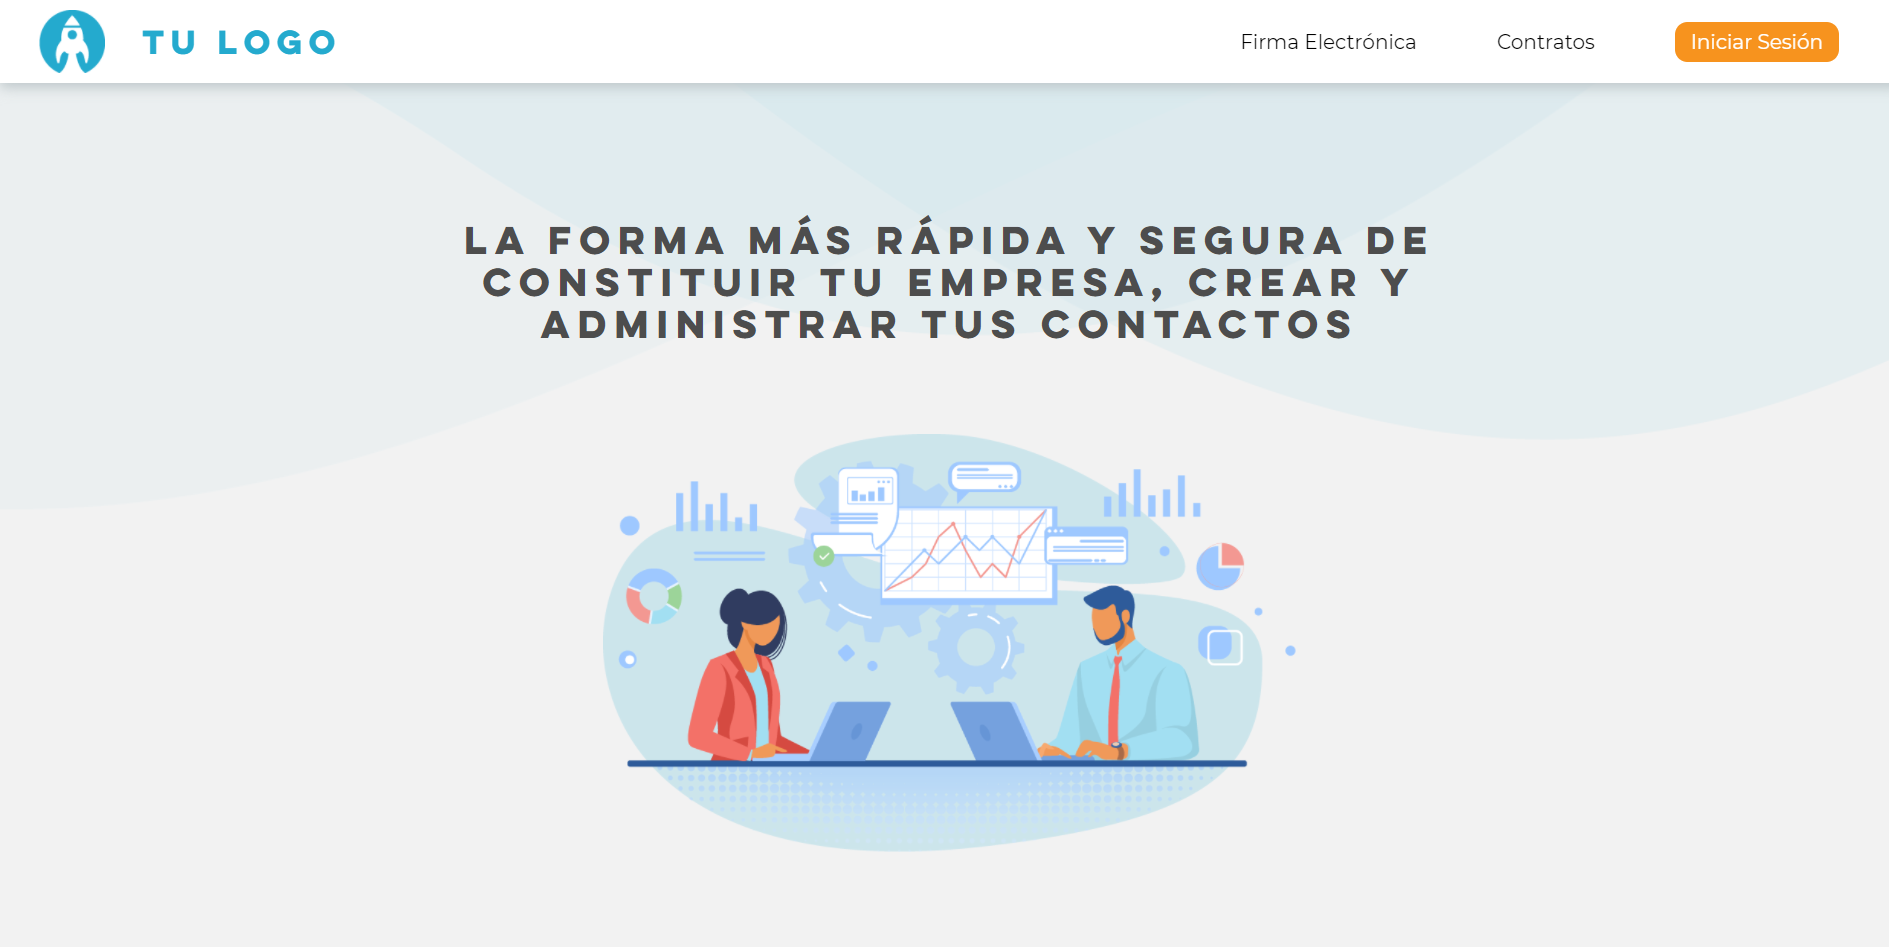 TU LOGO
Firma Electrónica
Contratos
Iniciar Sesión
LA FORMA MÁS RÁPIDA Y SEGURA DE
CONSTITUIR TU EMPRESA, CREAR Y
ADMINISTRAR TUS CONTACTOS